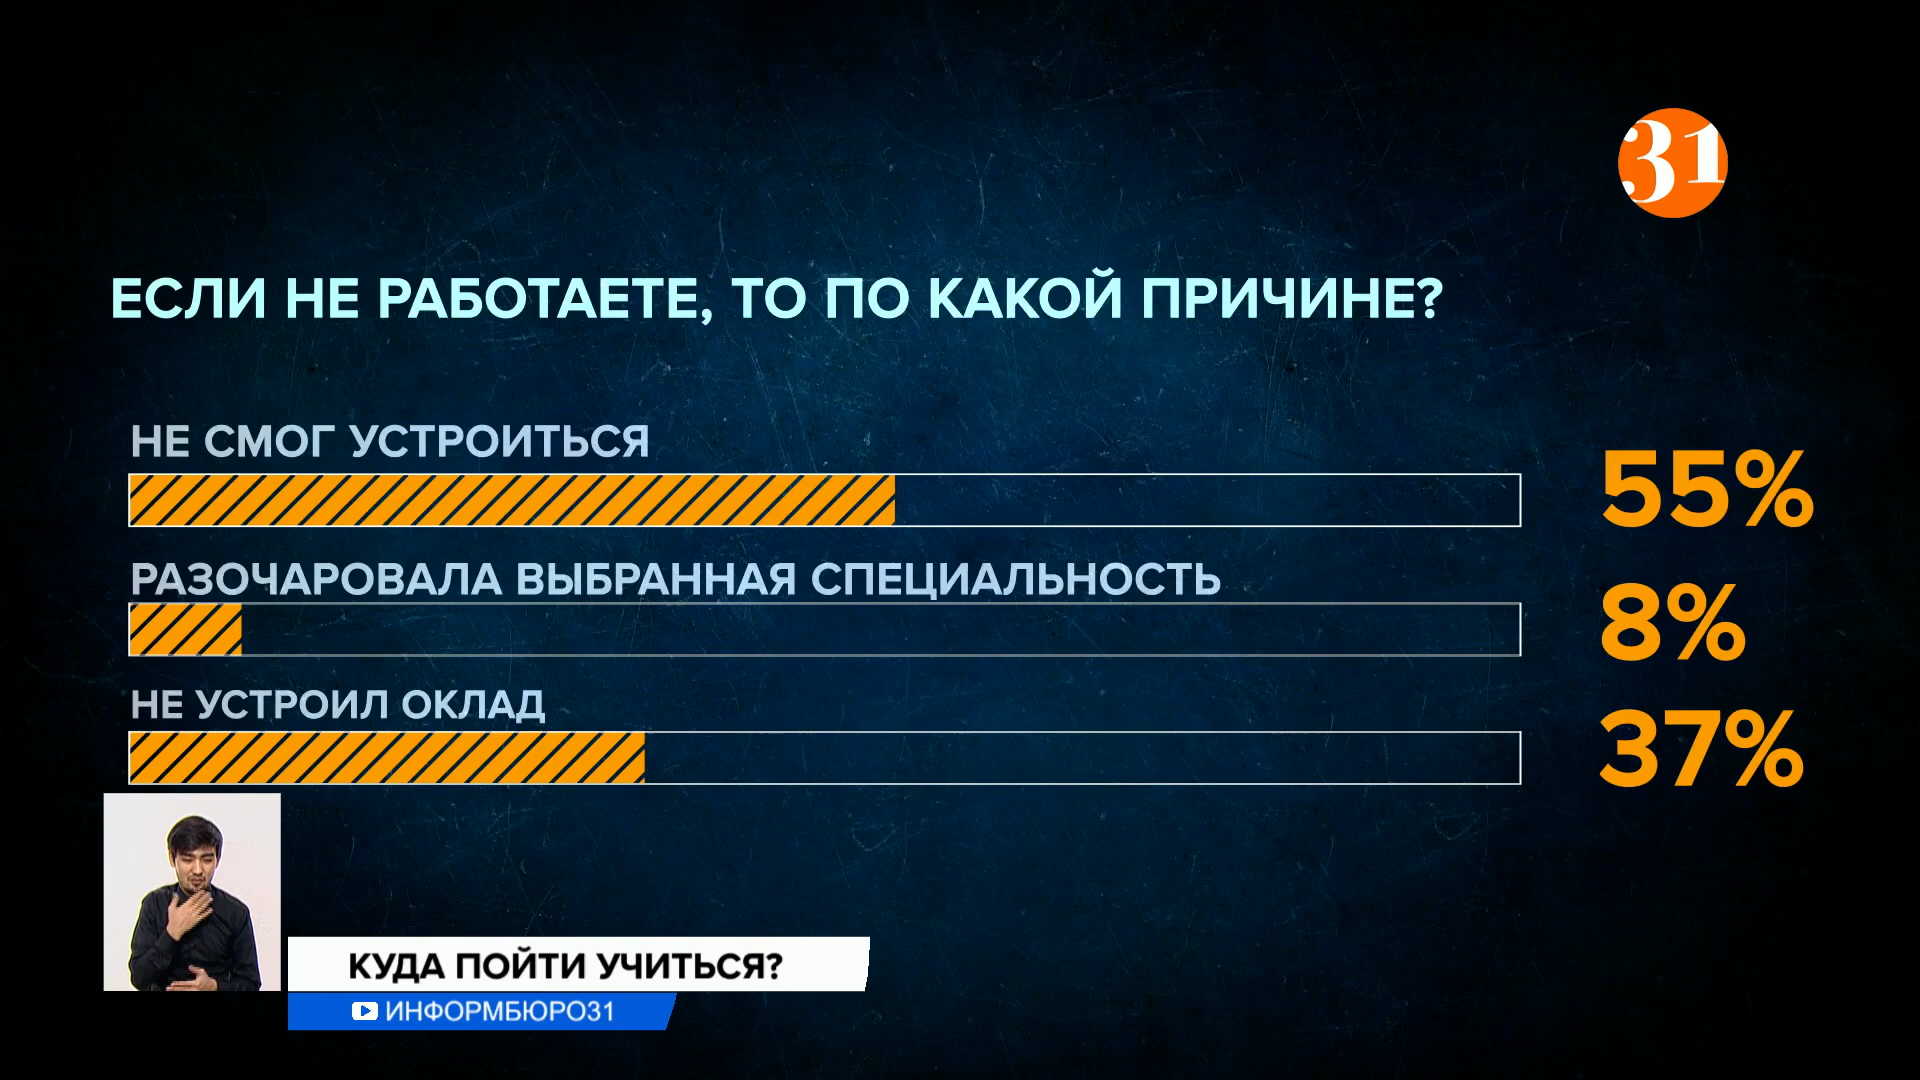 31
ЕСЛИ НЕ РАБОТАЕТЕ, ТО ПО КАКОЙ ПРИЧИНЕ?
НЕ СМОГ УСТРОИТЬСЯ
55%
РАЗОЧАРОВАЛА ВЫБРАННАЯ СПЕЦИАЛЬНОСТЬ
8%
НЕ УСТРОИЛ ОКЛАД
37%
КУДА ПОЙТИ УЧИТЬСЯ?
ИНФОРМБЮРО31